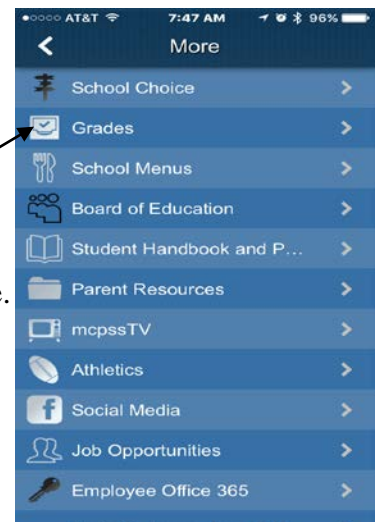 AT&T 7:47 AM 96%
More
School Choice
Grades
School Menus
Board of Education
Student Handbook and P...
e.
Parent Resources
mcpssTV
Athletics
f Social Media
Job Opportunities
Employee Office 365